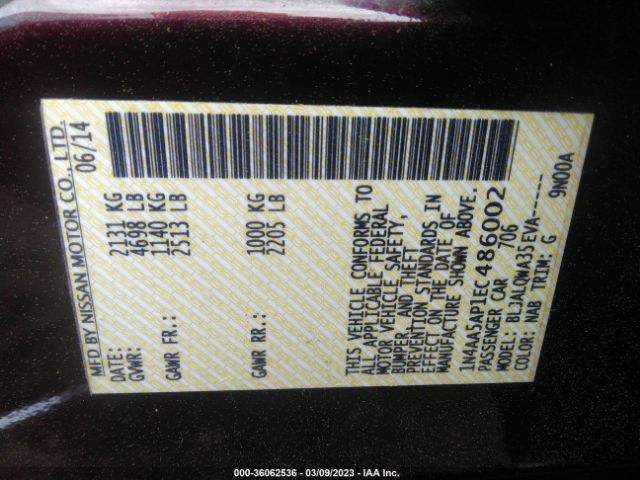 MFD BY NISSAN MOTOR CO., LTD.
DATE: 06/14
GVWR: 2131 KG
4698 LB
GAWR FR.: 1140 KG
2513 LB
GAWR RR.: 1000 KG
2205 LB
THIS VEHICLE CONFORMS TO
ALL APPLICABLE FEDERAL
MOTOR VEHICLE SAFETY,
BUMPER AND THEFT
PREVENTION STANDARDS IN
EFFECT ON THE DATE OF
MANUFACTURE SHOWN ABOVE.
1N4AA5AP1EC486002
PASSENGER CAR 706
MODEL: BL3ALQWA35EVA-----
COLOR: NAB TRIM: G 9N00A
000-36062536 - 03/09/2023 - IAA Inc.